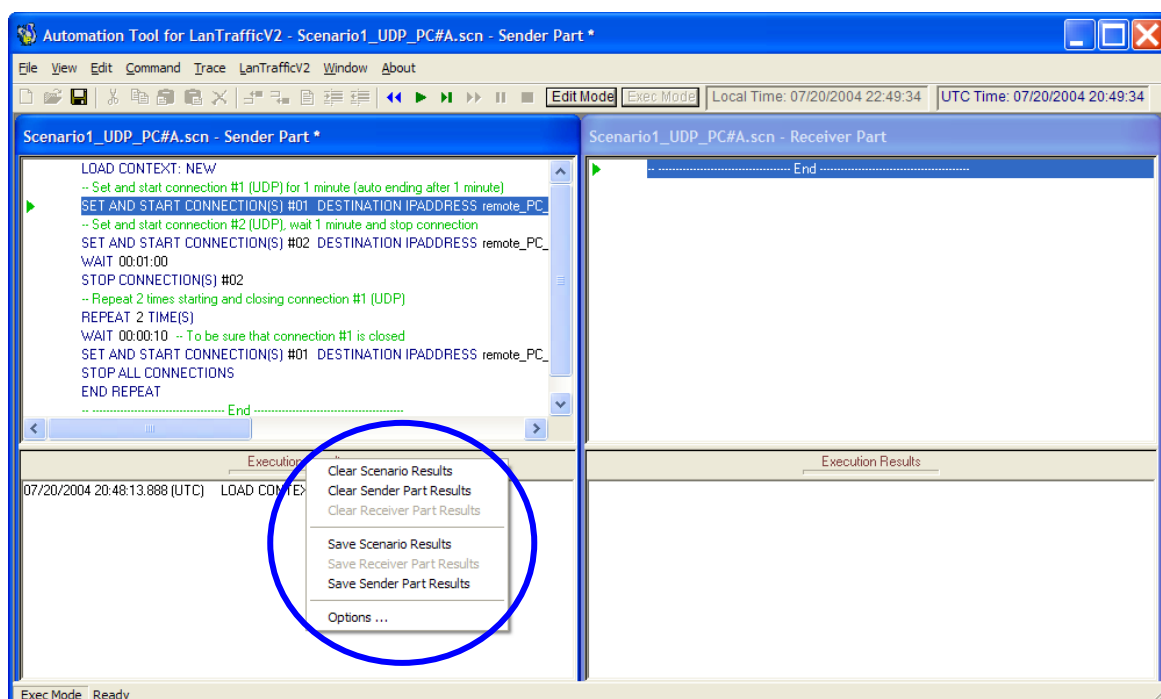 Automation Tool for LanTrafficV2 - Scenario1_UDP_PC#A.scn - Sender Part *
File View Edit Command Trace LanTrafficV2 Window About
Edit Mode Exec Mode Local Time: 07/20/2004 22:49:34 UTC Time: 07/20/2004 20:49:34
Scenario1_UDP_PC#A.scn - Sender Part *
LOAD CONTEXT: NEW
-- Set and start connection #1 (UDP) for 1 minute (auto ending after 1 minute)
SET AND START CONNECTION(S) #01 DESTINATION IPADDRESS remote_PC_
-- Set and start connection #2 (UDP), wait 1 minute and stop connection
SET AND START CONNECTION(S) #02 DESTINATION IPADDRESS remote_PC_
WAIT 00:01:00
STOP CONNECTION(S) #02
-- Repeat 2 times starting and closing connection #1 (UDP)
REPEAT 2 TIME(S)
WAIT 00:00:10 -- To be sure that connection #1 is closed
SET AND START CONNECTION(S) #01 DESTINATION IPADDRESS remote_PC_
STOP ALL CONNECTIONS
END REPEAT
-- ---------------------------------------- End ---------------------------------------------
Scenario1_UDP_PC#A.scn - Receiver Part
-- ---------------------------------------- End ---------------------------------------------
Execution
07/20/2004 20:48:13.888 (UTC) LOAD CONTEX
Clear Scenario Results
Clear Sender Part Results
Clear Receiver Part Results
Save Scenario Results
Save Receiver Part Results
Save Sender Part Results
Options ...
Execution Results
Exec Mode Ready